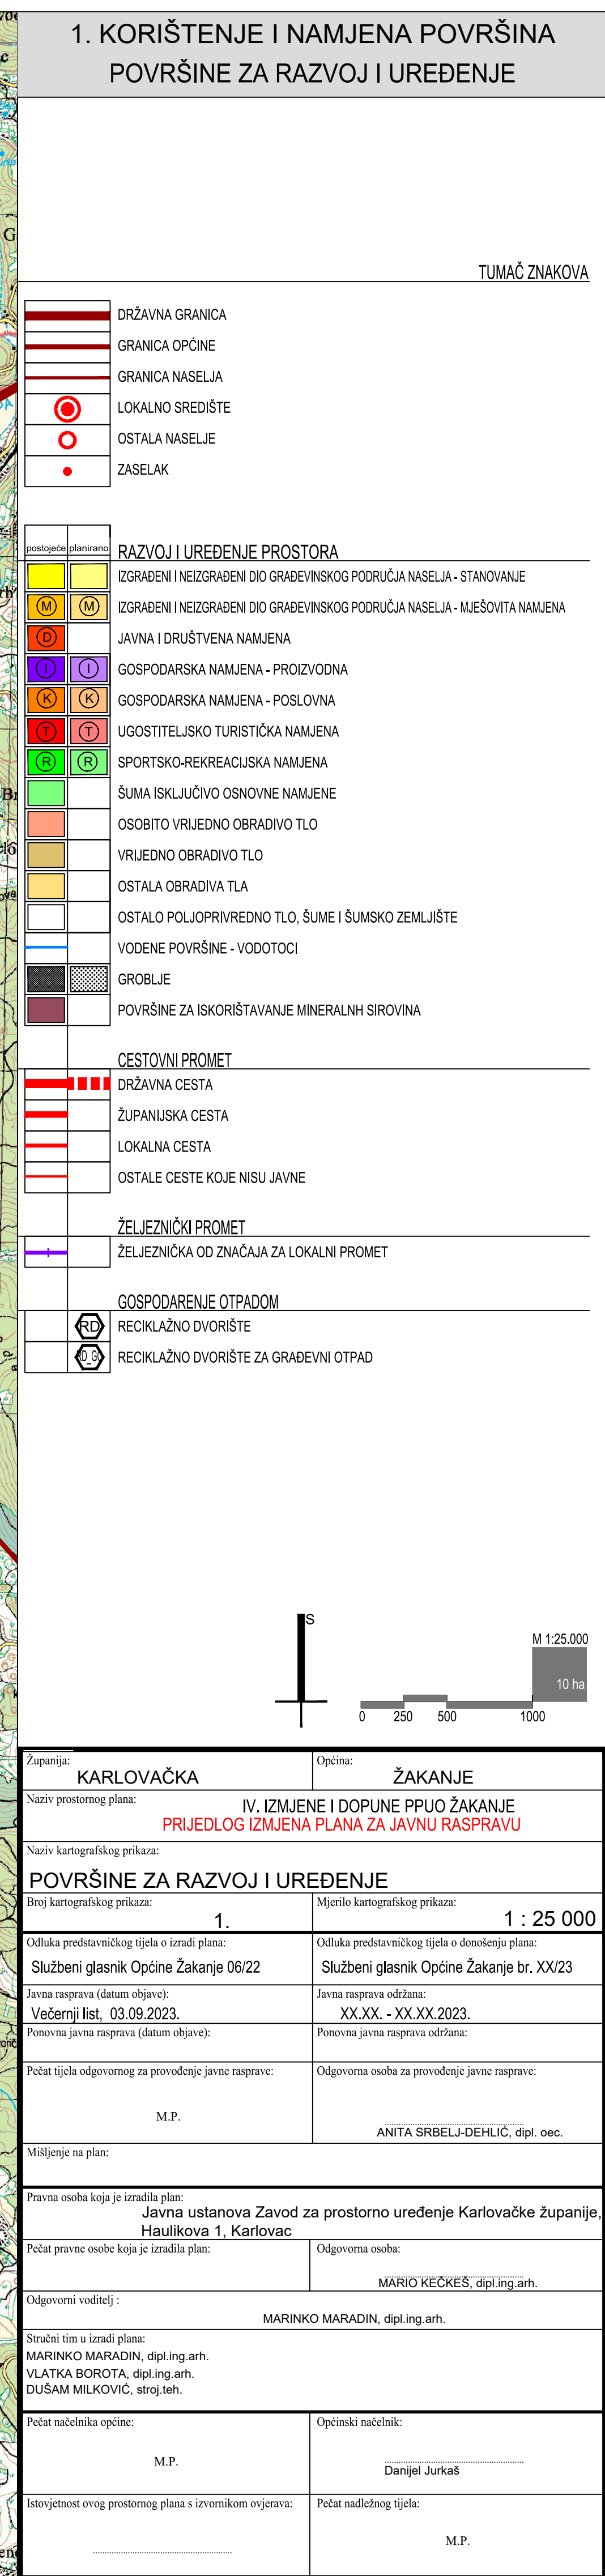 1. KORIŠTENJE I NAMJENA POVRŠINA
POVRŠINE ZA RAZVOJ I UREĐENJE
TUMAČ ZNAKOVA
DRŽAVNA GRANICA
GRANICA OPĆINE
GRANICA NASELJA
LOKALNO SREDIŠTE
OSTALA NASELJE
ZASELAK
postojeće planirano RAZVOJ I UREĐENJE PROSTORA
IZGRAĐENI I NEIZGRAĐENI DIO GRAĐEVINSKOG PODRUČJA NASELJA - STANOVANJE
M M IZGRAĐENI I NEIZGRAĐENI DIO GRAĐEVINSKOG PODRUČJA NASELJA - MJEŠOVITA NAMJENA
D JAVNA I DRUŠTVENA NAMJENA
I I GOSPODARSKA NAMJENA - PROIZVODNA
K K GOSPODARSKA NAMJENA - POSLOVNA
T T UGOSTITELJSKO TURISTIČKA NAMJENA
R R SPORTSKO-REKREACIJSKA NAMJENA
ŠUMA ISKLJUČIVO OSNOVNE NAMJENE
OSOBITO VRIJEDNO OBRADIVO TLO
VRIJEDNO OBRADIVO TLO
OSTALA OBRADIVA TLA
OSTALO POLJOPRIVREDNO TLO, ŠUME I ŠUMSKO ZEMLJIŠTE
VODENE POVRŠINE - VODOTOCI
GROBLJE
POVRŠINE ZA ISKORIŠTAVANJE MINERALNH SIROVINA
CESTOVNI PROMET
DRŽAVNA CESTA
ŽUPANIJSKA CESTA
LOKALNA CESTA
OSTALE CESTE KOJE NISU JAVNE
ŽELJEZNIČKI PROMET
ŽELJEZNIČKA OD ZNAČAJA ZA LOKALNI PROMET
GOSPODARENJE OTPADOM
RD RECIKLAŽNO DVORIŠTE
RECIKLAŽNO DVORIŠTE ZA GRAĐEVNI OTPAD
S
M 1:25.000
10 ha
0 250 500 1000
Županija: Općina:
KARLOVAČKA ŽAKANJE
Naziv prostornog plana: IV. IZMJENE I DOPUNE PPUO ŽAKANJE
PRIJEDLOG IZMJENA PLANA ZA JAVNU RASPRAVU
Naziv kartografskog prikaza:
POVRŠINE ZA RAZVOJ I UREĐENJE
Broj kartografskog prikaza: Mjerilo kartografskog prikaza:
1. 1 : 25 000
Odluka predstavničkog tijela o izradi plana: Odluka predstavničkog tijela o donošenju plana:
Službeni glasnik Općine Žakanje 06/22 Službeni glasnik Općine Žakanje br. XX/23
Javna rasprava (datum objave): Javna rasprava održana:
Večernji list, 03.09.2023. XX.XX. - XX.XX.2023.
Ponovna javna rasprava (datum objave): Ponovna javna rasprava održana:
Pečat tijela odgovornog za provođenje javne rasprave: Odgovorna osoba za provođenje javne rasprave:
M.P.
ANITA SRBELJ-DEHLIĆ, dipl. oec.
Mišljenje na plan:
Pravna osoba koja je izradila plan:
Javna ustanova Zavod za prostorno uređenje Karlovačke županije,
Haulikova 1, Karlovac
Pečat pravne osobe koja je izradila plan: Odgovorna osoba:
MARIO KEČKEŠ, dipl.ing.arh.
Odgovorni voditelj :
MARINKO MARADIN, dipl.ing.arh.
Stručni tim u izradi plana:
MARINKO MARADIN, dipl.ing.arh.
VLATKA BOROTA, dipl.ing.arh.
DUŠAM MILKOVIĆ, stroj.teh.
Pečat načelnika općine: Općinski načelnik:
M.P.
Danijel Jurkaš
Istovjetnost ovog prostornog plana s izvornikom ovjerava: Pečat nadležnog tijela:
M.P.